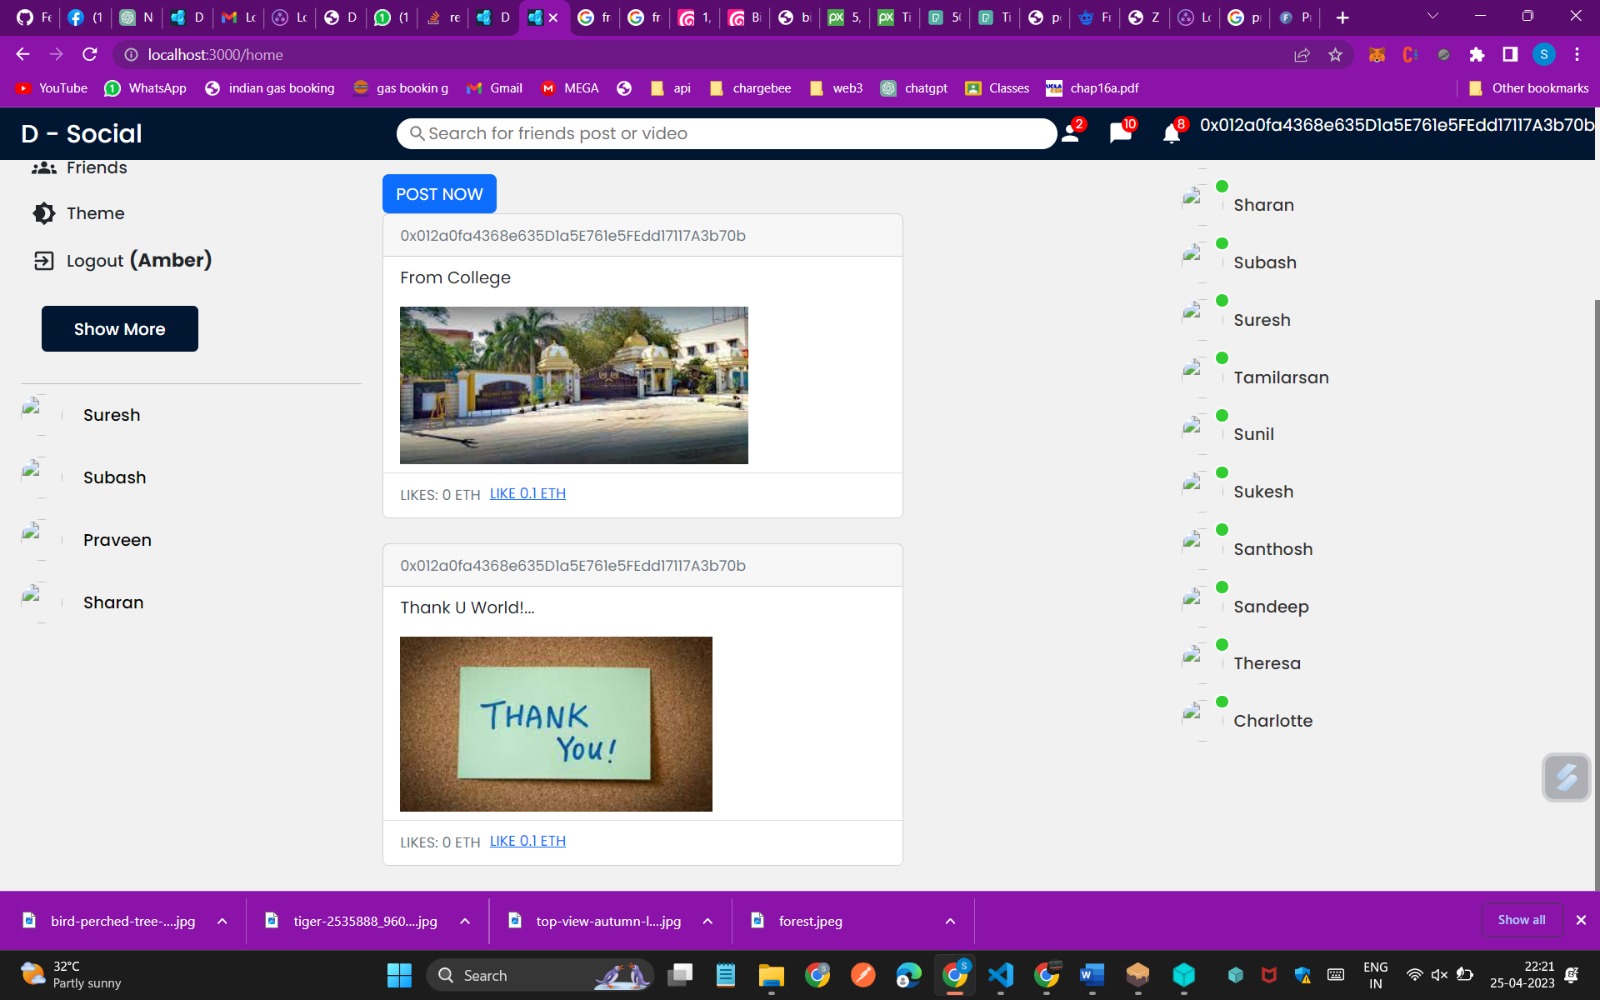 Fe
(1
N
D
Lo
Lo
D
(1
re
D
fr
fr
1,
Bi
bi
5,
Ti
50
Ti
p
Fr
Z
Lo
p
P
localhost:3000/home
S
YouTube
WhatsApp
indian gas booking
gas bookin g
Gmail
MEGA
api
chargebee
web3
chatgpt
Classes
chap16a.pdf
Other bookmarks
D - Social
Search for friends post or video
2
10
8
0x012a0fa4368e635D1a5E761e5FEdd17117A3b70b
Friends
Theme
Logout (Amber)
Show More
Suresh
Subash
Praveen
Sharan
POST NOW
0x012a0fa4368e635D1a5E761e5FEdd17117A3b70b
From College
LIKES: 0 ETH LIKE 0.1 ETH
0x012a0fa4368e635D1a5E761e5FEdd17117A3b70b
Thank U World!...
THANK
You!
LIKES: 0 ETH LIKE 0.1 ETH
Sharan
Subash
Suresh
Tamilarsan
Sunil
Sukesh
Santhosh
Sandeep
Theresa
Charlotte
bird-perched-tree-....jpg
tiger-2535888_960....jpg
top-view-autumn-l....jpg
forest.jpeg
Show all
32°C
Partly sunny
Search
ENG
IN
22:21
25-04-2023